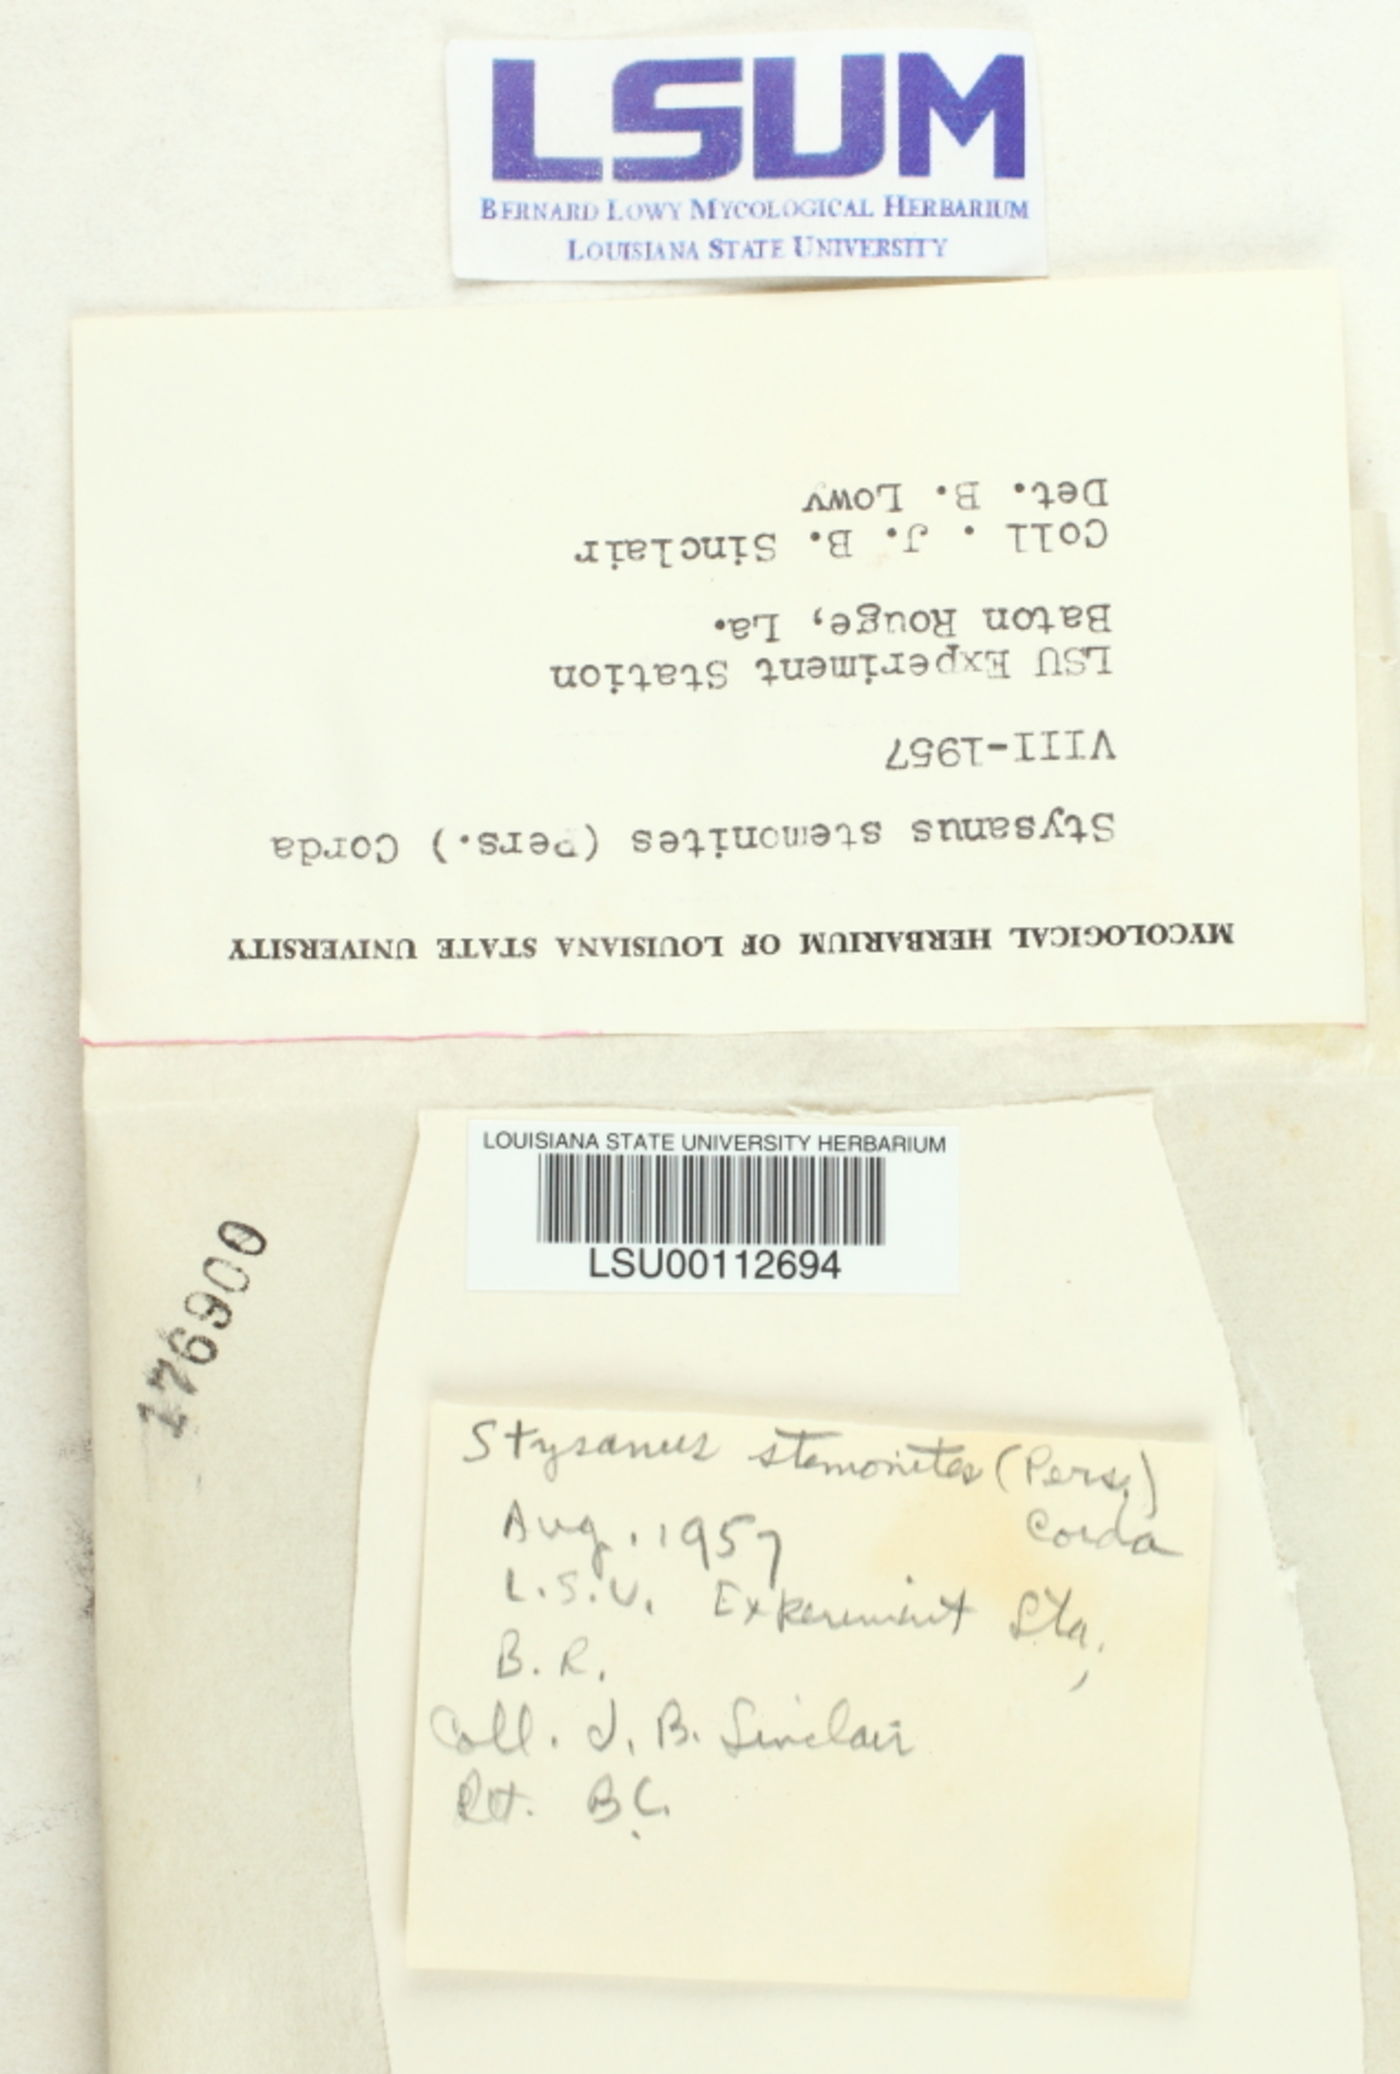 LSUM
BERNARD LOWY MYCOLOGICAL HERBARIUM
LOUISIANA STATE UNIVERSITY
MYCOLOGICAL HERBARIUM OF LOUISIANA STATE UNIVERSITY
Stysanus stemonites (Pers.) Corda
VIII-1957
LSU Experiment Station
Baton Rouge, La.
Coll . J. B. Sinclair
Det. B. Lowy
LOUISIANA STATE UNIVERSITY HERBARIUM
LSU00112694
176900
Stysanus stemonites (Pers.)
Corda
Aug. 1957
L.S.U. Experiment Sta,
B.R.
Coll. J. B. Sinclair
Det. BL